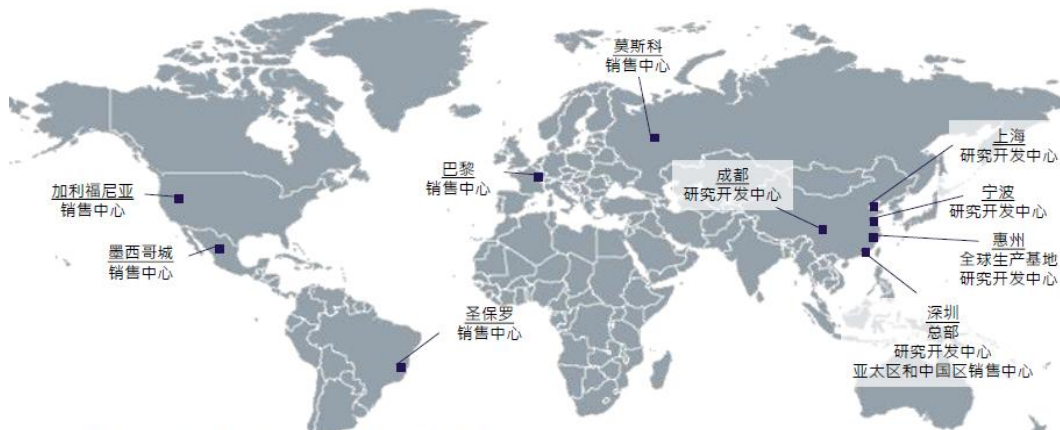 莫斯科
销售中心
上海
研究开发中心
巴黎
销售中心
成都
研究开发中心
加利福尼亚
销售中心
宁波
研究开发中心
墨西哥城
销售中心
惠州
全球生产基地
研究开发中心
圣保罗
销售中心
深圳
总部
研究开发中心
亚太区和中国区销售中心